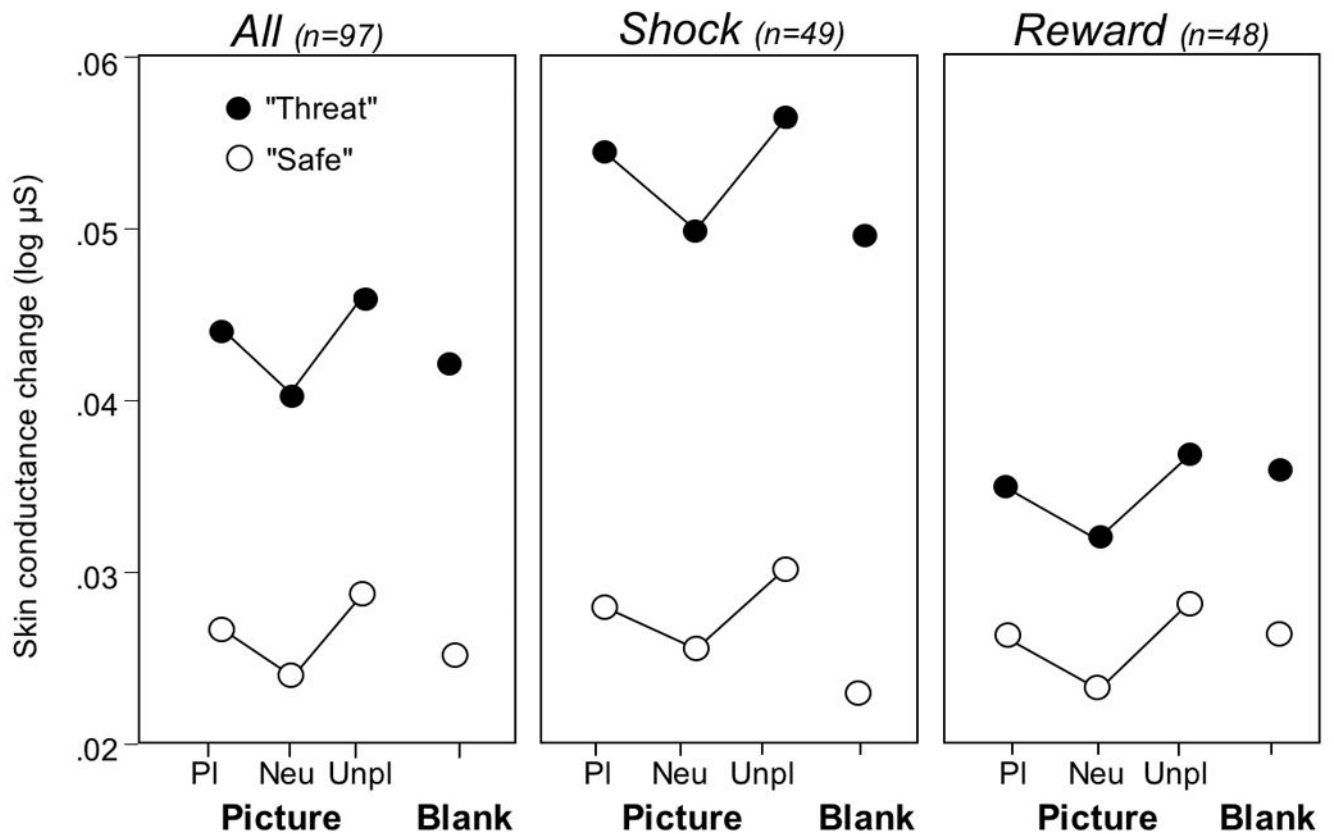 All (n=97)
Shock (n=49)
Reward (n=48)
"Threat"
"Safe"
Skin conductance change (log µS)
.06
.05
.04
.03
.02
Pl Neu Unpl
Picture Blank
Pl Neu Unpl
Picture Blank
Pl Neu Unpl
Picture Blank